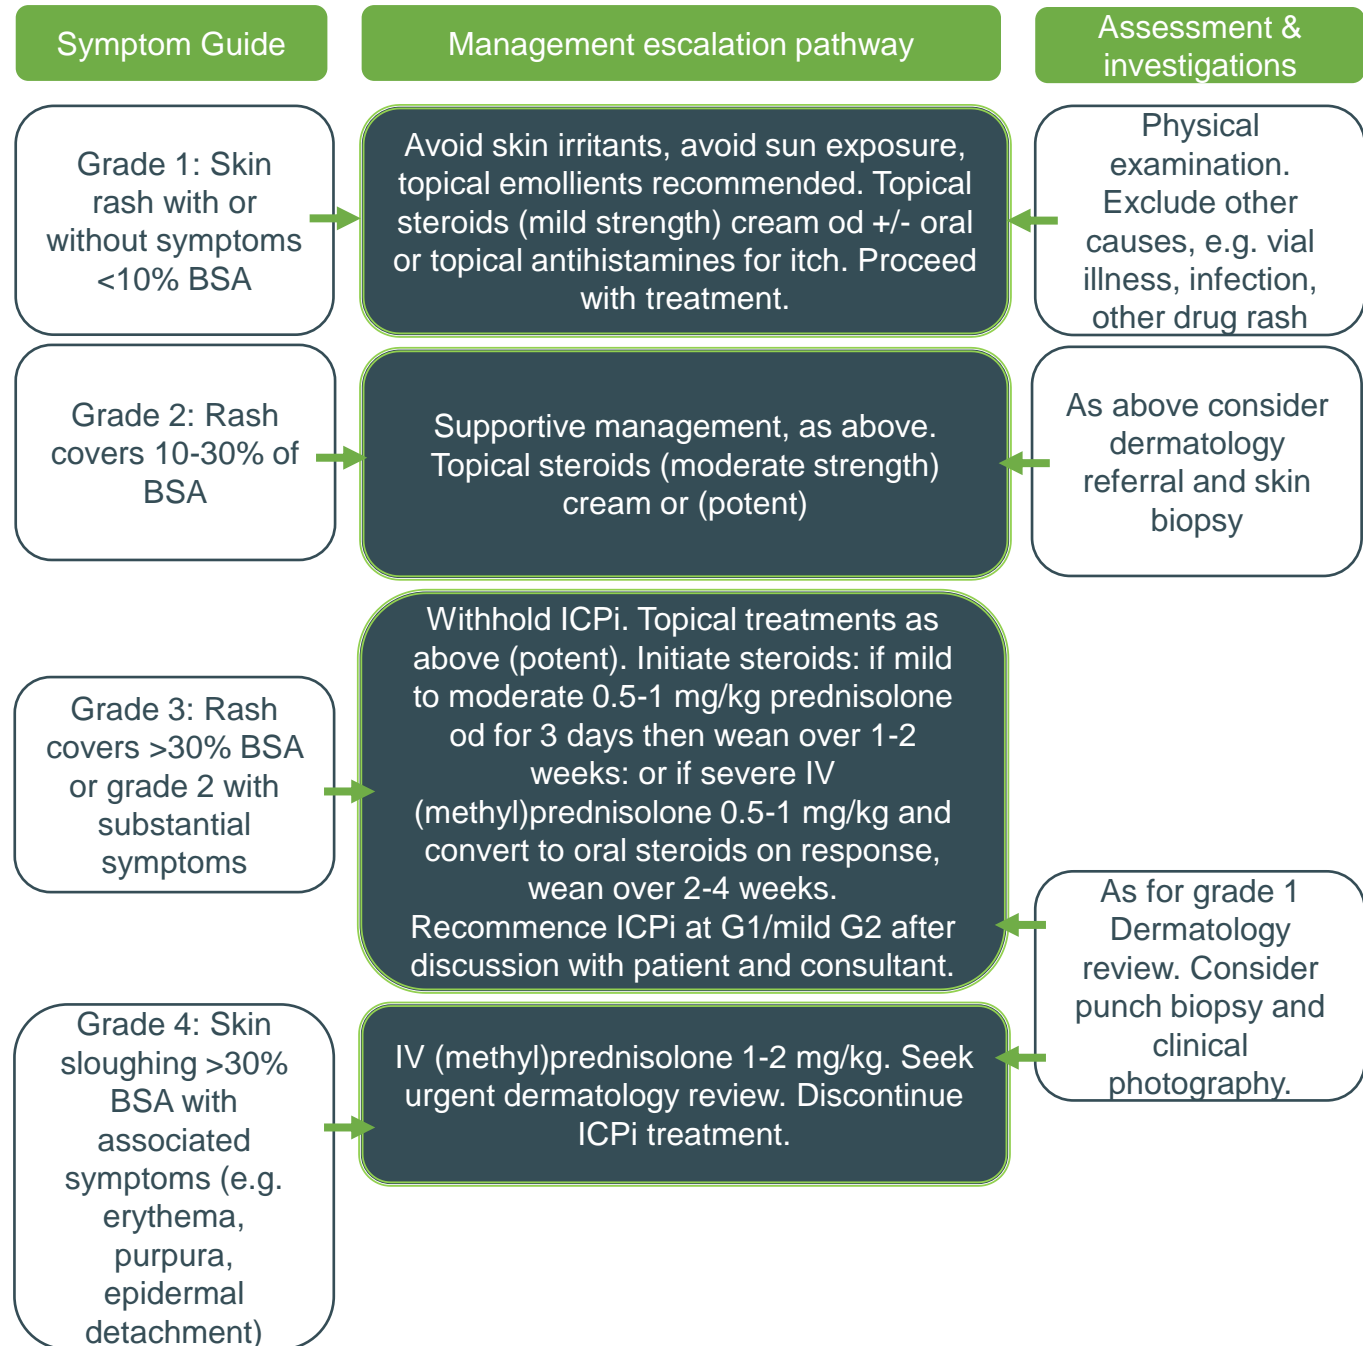 Symptom Guide
Management escalation pathway
Assessment &
investigations
Grade 1: Skin
rash with or
without symptoms
<10% BSA
Avoid skin irritants, avoid sun exposure,
topical emollients recommended. Topical
steroids (mild strength) cream od +/- oral
or topical antihistamines for itch. Proceed
with treatment.
Physical
examination.
Exclude other
causes, e.g. vial
illness, infection,
other drug rash
Grade 2: Rash
covers 10-30% of
BSA
Supportive management, as above.
Topical steroids (moderate strength)
cream or (potent)
As above consider
dermatology
referral and skin
biopsy
Grade 3: Rash
covers >30% BSA
or grade 2 with
substantial
symptoms
Withhold ICPi. Topical treatments as
above (potent). Initiate steroids: if mild
to moderate 0.5-1 mg/kg prednisolone
od for 3 days then wean over 1-2
weeks: or if severe IV
(methyl)prednisolone 0.5-1 mg/kg and
convert to oral steroids on response,
wean over 2-4 weeks.
Recommence ICPi at G1/mild G2 after
discussion with patient and consultant.
As for grade 1
Dermatology
review. Consider
punch biopsy and
clinical
photography.
Grade 4: Skin
sloughing >30%
BSA with
associated
symptoms (e.g.
erythema,
purpura,
epidermal
detachment)
IV (methyl)prednisolone 1-2 mg/kg. Seek
urgent dermatology review. Discontinue
ICPi treatment.